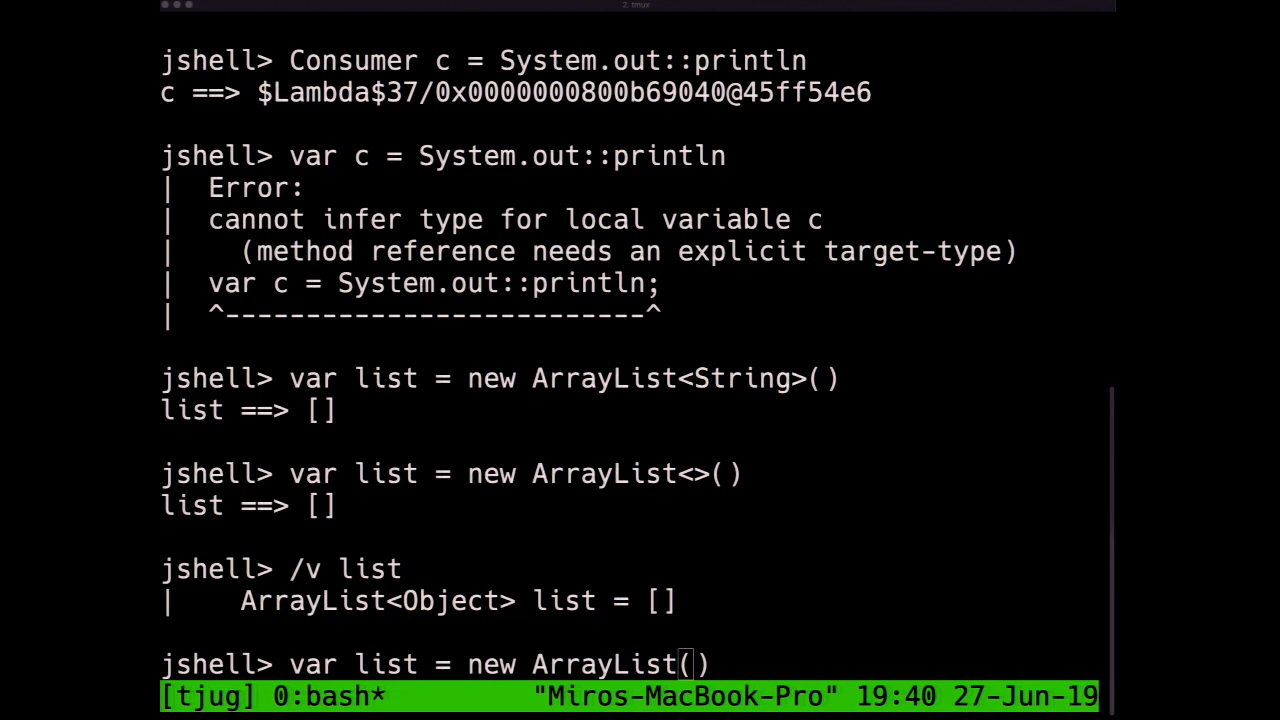 2. tmux
jshell> Consumer c = System.out::println
c ==> $Lambda$37/0x0000000800b69040@45ff54e6
jshell> var c = System.out::println
|  Error:
|  cannot infer type for local variable c
|    (method reference needs an explicit target-type)
|  var c = System.out::println;
|  ^--------------------------^
jshell> var list = new ArrayList<String>()
list ==> []
jshell> var list = new ArrayList<>()
list ==> []
jshell> /v list
|    ArrayList<Object> list = []
jshell> var list = new ArrayList()
[tjug] 0:bash* "Miros-MacBook-Pro" 19:40 27-Jun-19